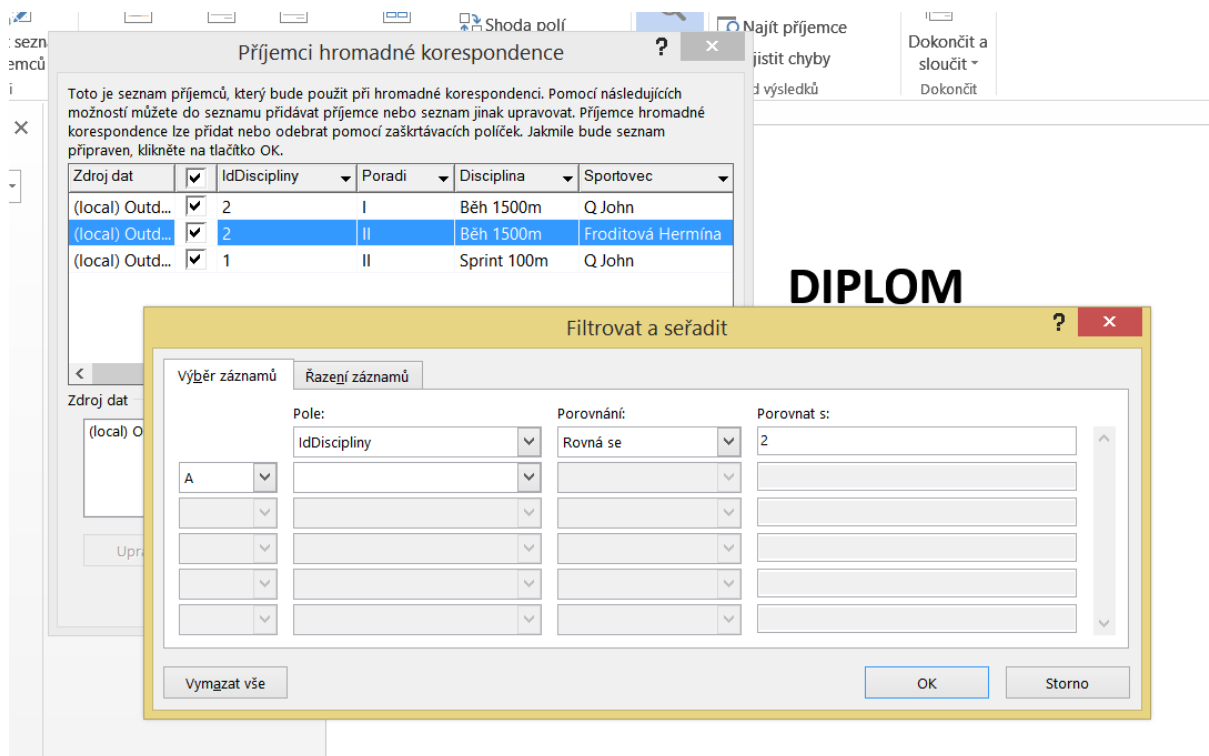 sezn
Shoda polí
Najít příjemce
Dokončit a
emců
jistit chyby
sloučit
i
d výsledků
Dokončit
Příjemci hromadné korespondence
?
Toto je seznam příjemců, který bude použit při hromadné korespondenci. Pomocí následujících
možností můžete do seznamu přidávat příjemce nebo seznam jinak upravovat. Příjemce hromadné
korespondence lze přidat nebo odebrat pomocí zaškrtávacích políček. Jakmile bude seznam
připraven, klikněte na tlačítko OK.
Zdroj dat IdDiscipliny Poradi Disciplina Sportovec
(local) Outd... 2 I Běh 1500m Q John
(local) Outd... 2 II Běh 1500m Froditová Hermína
(local) Outd... 1 II Sprint 100m Q John
DIPLOM
Filtrovat a seřadit
?
Výběr záznamů Řazení záznamů
Zdroj dat
(local) O
Upra
Pole: Porovnání: Porovnat s:
IdDiscipliny Rovná se 2
A
Vymazat vše OK Storno